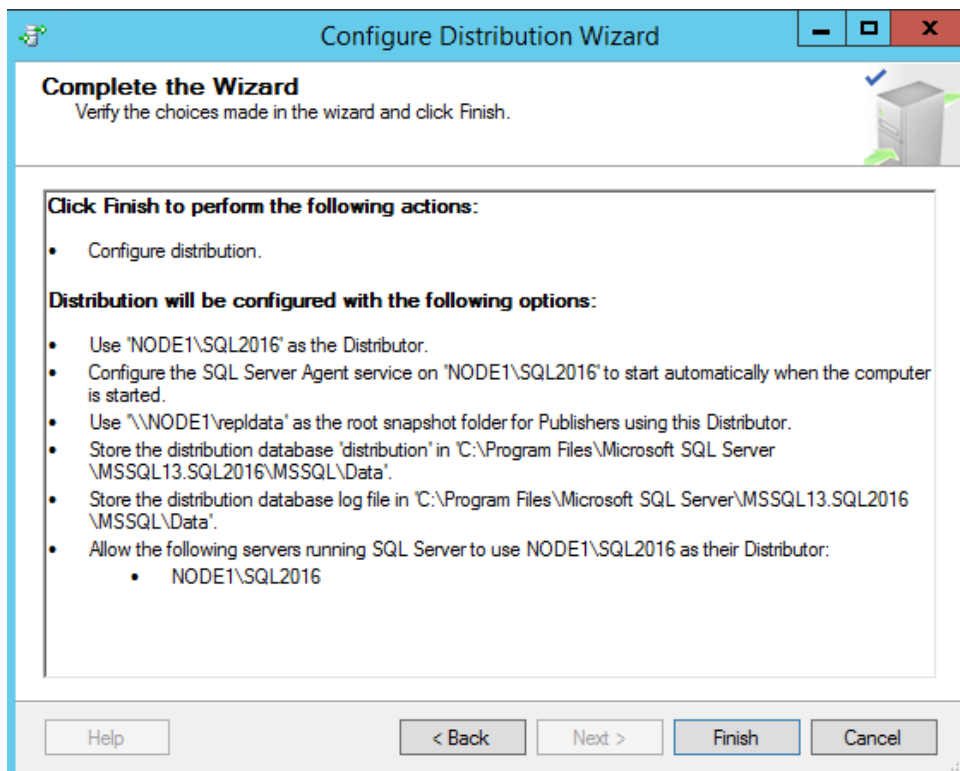 Configure Distribution Wizard
Complete the Wizard
Verify the choices made in the wizard and click Finish.
Click Finish to perform the following actions:
• Configure distribution.
Distribution will be configured with the following options:
• Use 'NODE1\SQL2016' as the Distributor.
• Configure the SQL Server Agent service on 'NODE1\SQL2016' to start automatically when the computer
is started.
• Use '\\NODE1\repldata' as the root snapshot folder for Publishers using this Distributor.
• Store the distribution database 'distribution' in 'C:\Program Files\Microsoft SQL Server
\MSSQL13.SQL2016\MSSQL\Data'.
• Store the distribution database log file in 'C:\Program Files\Microsoft SQL Server\MSSQL13.SQL2016
\MSSQL\Data'.
• Allow the following servers running SQL Server to use NODE1\SQL2016 as their Distributor:
• NODE1\SQL2016
Help
< Back
Next >
Finish
Cancel